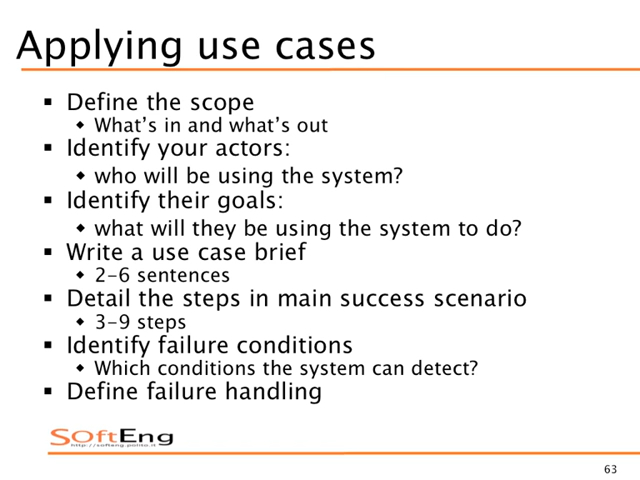 Applying use cases
▪ Define the scope
◆ What's in and what's out
▪ Identify your actors:
◆ who will be using the system?
▪ Identify their goals:
◆ what will they be using the system to do?
▪ Write a use case brief
◆ 2–6 sentences
▪ Detail the steps in main success scenario
◆ 3–9 steps
▪ Identify failure conditions
◆ Which conditions the system can detect?
▪ Define failure handling
SOftEng
http://softeng.polito.it
63